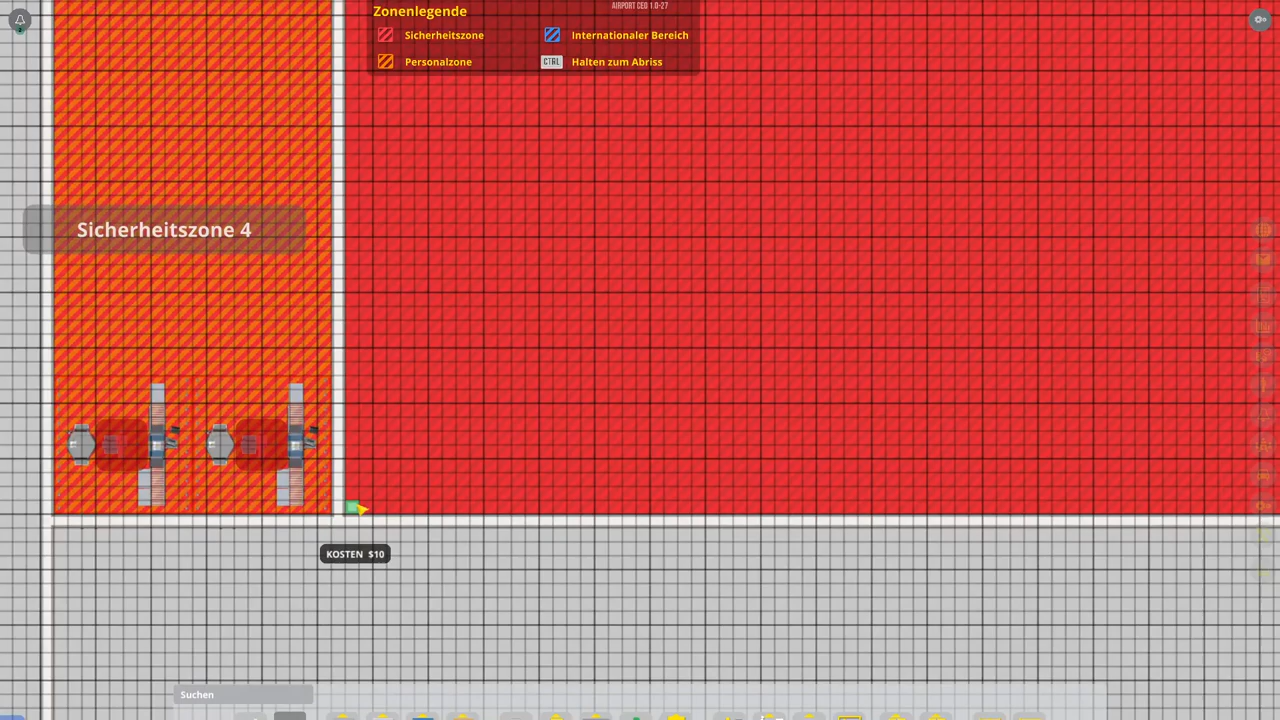 AIRPORT CEO 1.0-27
Zonenlegende
Sicherheitszone
Internationaler Bereich
Personalzone
CTRL Halten zum Abriss
Sicherheitszone 4
KOSTEN $10
Suchen